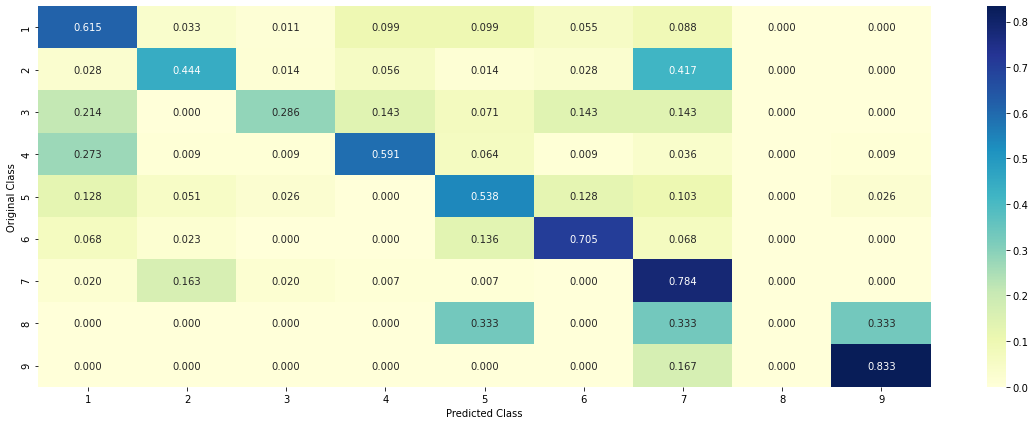 1 0.615 0.033 0.011 0.099 0.099 0.055 0.088 0.000 0.000
2 0.028 0.444 0.014 0.056 0.014 0.028 0.417 0.000 0.000
3 0.214 0.000 0.286 0.143 0.071 0.143 0.143 0.000 0.000
4 0.273 0.009 0.009 0.591 0.064 0.009 0.036 0.000 0.009
5 0.128 0.051 0.026 0.000 0.538 0.128 0.103 0.000 0.026
6 0.068 0.023 0.000 0.000 0.136 0.705 0.068 0.000 0.000
7 0.020 0.163 0.020 0.007 0.007 0.000 0.784 0.000 0.000
8 0.000 0.000 0.000 0.000 0.333 0.000 0.333 0.000 0.333
9 0.000 0.000 0.000 0.000 0.000 0.000 0.167 0.000 0.833
1 2 3 4 5 6 7 8 9
Predicted Class
Original Class
0.8
0.7
0.6
0.5
0.4
0.3
0.2
0.1
0.0